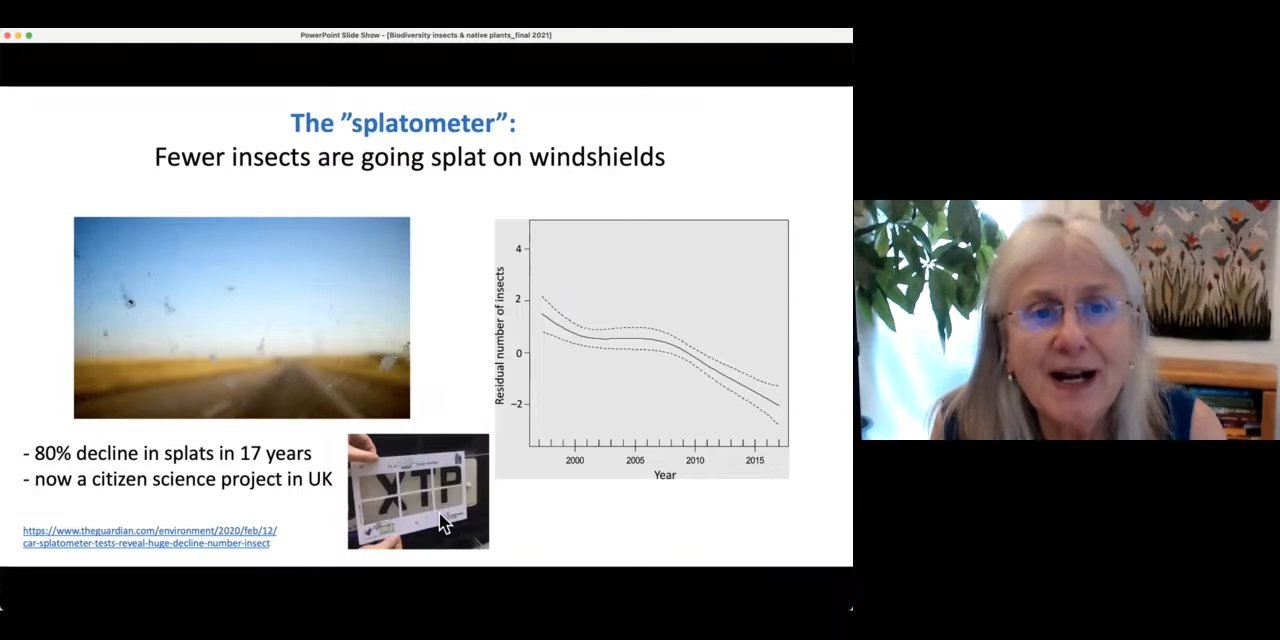 PowerPoint Slide Show - [Biodiversity insects & native plants_final 2021]
The ”splatometer”:
Fewer insects are going splat on windshields
Residual number of insects
4
2
0
−2
2000
2005
2010
2015
Year
- 80% decline in splats in 17 years
- now a citizen science project in UK
XTP
https://www.theguardian.com/environment/2020/feb/12/
car-splatometer-tests-reveal-huge-decline-number-insect